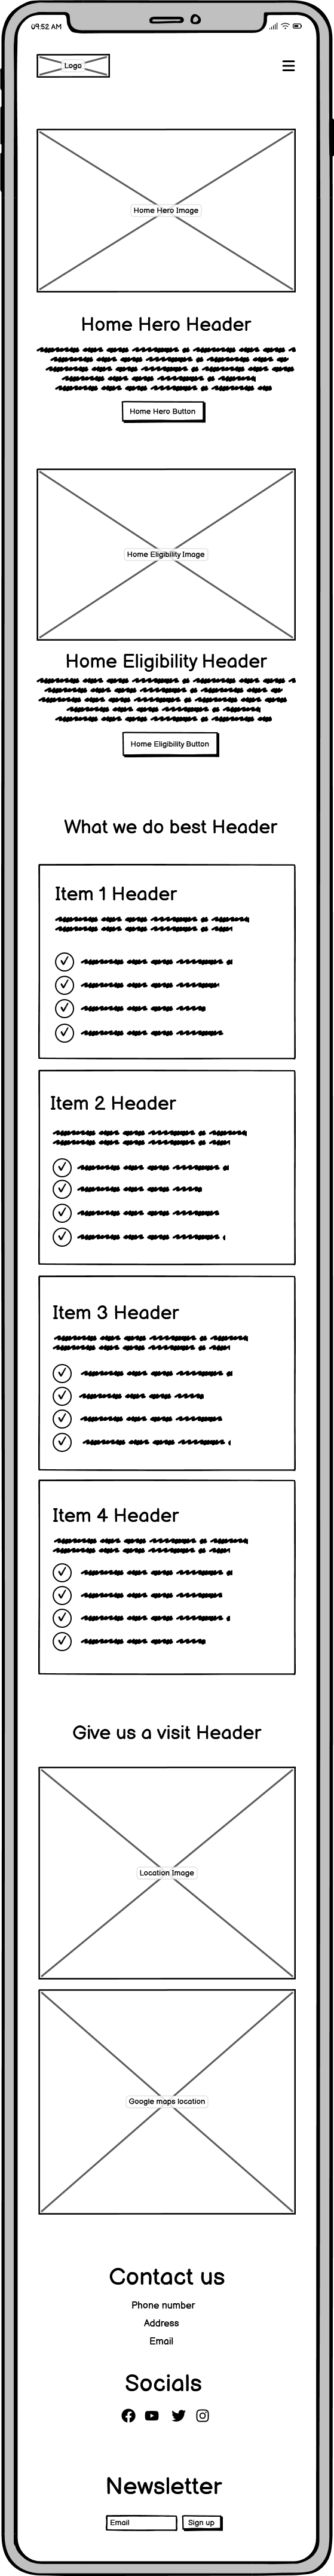 09:52 AM
Logo
Home Hero Image
Home Hero Header
Home Hero Button
Home Eligibility Image
Home Eligibility Header
Home Eligibility Button
What we do best Header
Item 1 Header
Item 2 Header
Item 3 Header
Item 4 Header
Give us a visit Header
Location Image
Google maps location
Contact us
Phone number
Address
Email
Socials
Newsletter
Email Sign up